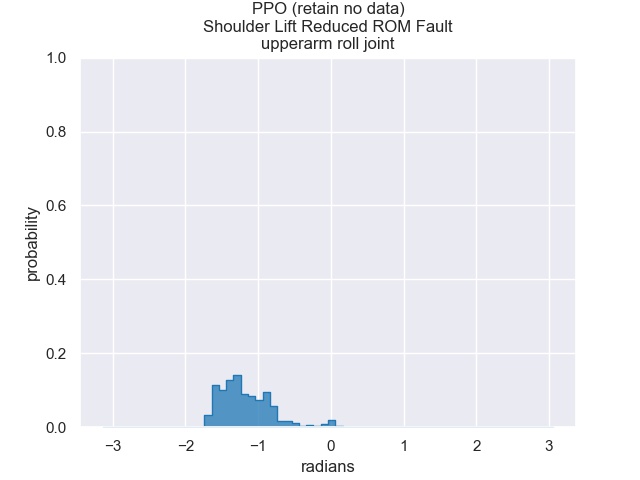 PPO (retain no data)
Shoulder Lift Reduced ROM Fault
upperarm roll joint
1.0
0.8
0.6
0.4
0.2
0.0
probability
−3 −2 −1 0 1 2 3
radians